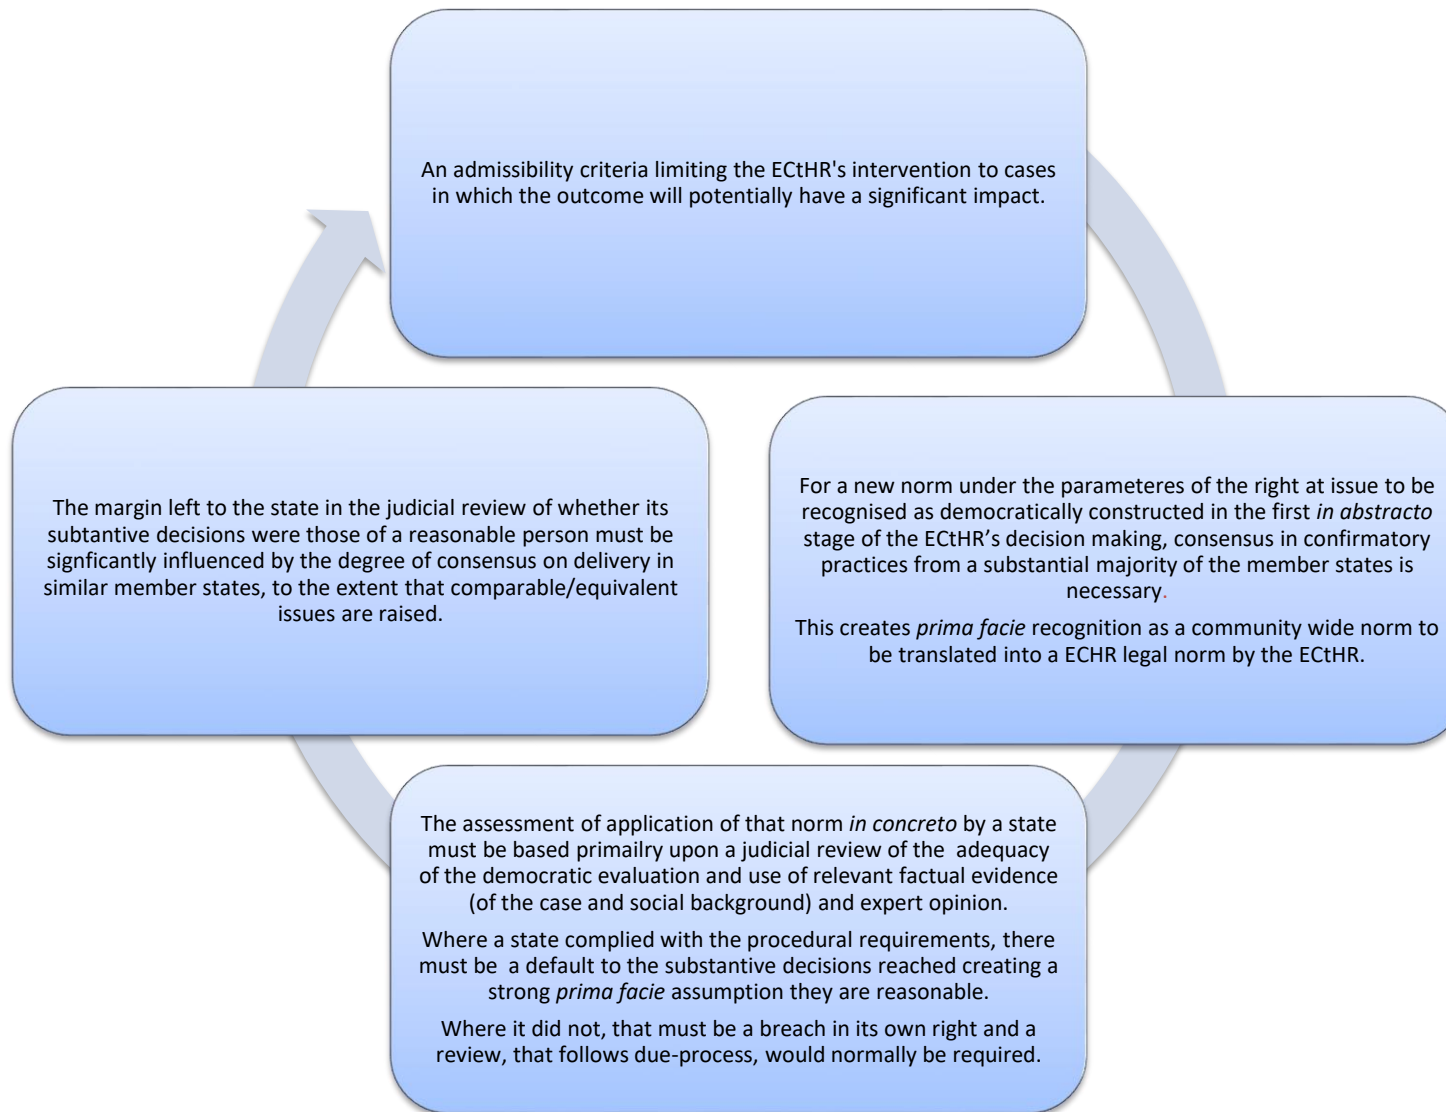 An admissibility criteria limiting the ECtHR's intervention to cases
in which the outcome will potentially have a significant impact.
For a new norm under the parameteres of the right at issue to be
recognised as democratically constructed in the first in abstracto
stage of the ECtHR’s decision making, consensus in confirmatory
practices from a substantial majority of the member states is
necessary.
This creates prima facie recognition as a community wide norm to
be translated into a ECHR legal norm by the ECtHR.
The assessment of application of that norm in concreto by a state
must be based primailry upon a judicial review of the adequacy
of the democratic evaluation and use of relevant factual evidence
(of the case and social background) and expert opinion.
Where a state complied with the procedural requirements, there
must be a default to the substantive decisions reached creating a
strong prima facie assumption they are reasonable.
Where it did not, that must be a breach in its own right and a
review, that follows due-process, would normally be required.
The margin left to the state in the judicial review of whether its
subtantive decisions were those of a reasonable person must be
signficantly influenced by the degree of consensus on delivery in
similar member states, to the extent that comparable/equivalent
issues are raised.